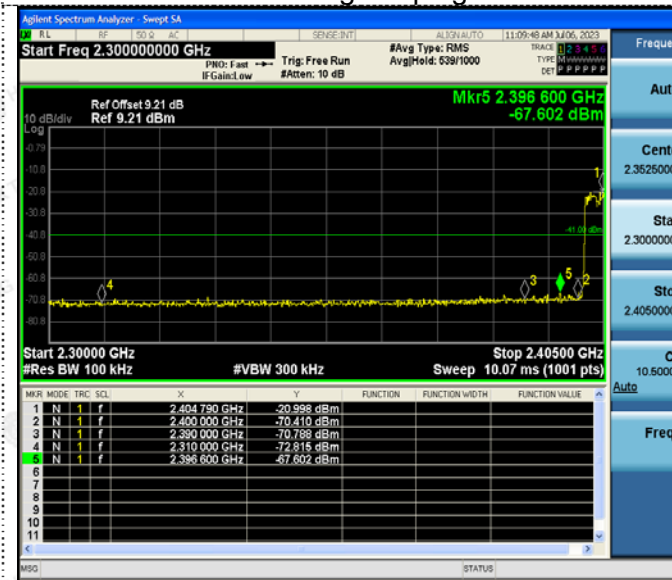 Agilent Spectrum Analyzer - Swept SA
RL RF 50 Ω AC SENSE:INT ALIGNAUTO 11:09:48 AM Jul 06, 2023
Start Freq 2.300000000 GHz
PNO: Fast
IFGain:Low
Trig: Free Run
#Atten: 10 dB
#Avg Type: RMS
Avg|Hold: 539/1000
TRACE 1 2 3 4 5 6
TYPE M
DET P P P P P P
Ref Offset 9.21 dB
10 dB/div Ref 9.21 dBm
Log
Mkr5 2.396 600 GHz
-67.602 dBm
-0.79
-10.8
-20.8
-30.8
-40.8
-50.8
-60.8
-70.8
-80.8
-41.00 dBm
1
2
3
4
5
Start 2.30000 GHz Stop 2.40500 GHz
#Res BW 100 kHz #VBW 300 kHz Sweep 10.07 ms (1001 pts)
MKR MODE TRC SCL X Y FUNCTION FUNCTION WIDTH FUNCTION VALUE
1 N 1 f 2.404 790 GHz -20.998 dBm
2 N 1 f 2.400 000 GHz -70.410 dBm
3 N 1 f 2.390 000 GHz -70.786 dBm
4 N 1 f 2.310 000 GHz -72.815 dBm
5 N 1 f 2.396 600 GHz -67.602 dBm
6
7
8
9
10
11
MSG STATUS
Freque
Aut
Cent
2.3525000
Sta
2.3000000
Sto
2.4050000
C
10.5000
Auto
Freq